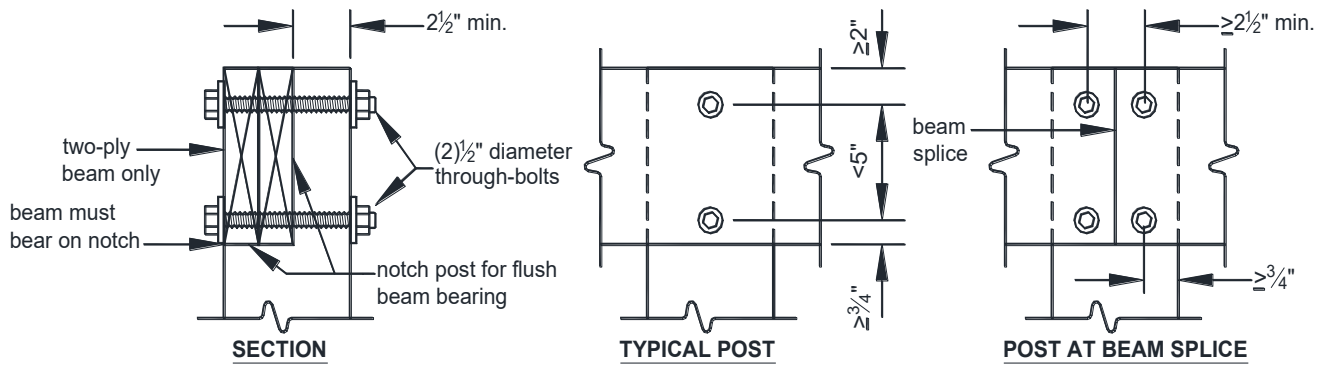 2½" min.
two-ply
beam only
(2)½" diameter
through-bolts
beam must
bear on notch
notch post for flush
beam bearing
SECTION
≥2"
<5"
≥¾"
TYPICAL POST
≥2½" min.
beam
splice
≥¾"
POST AT BEAM SPLICE